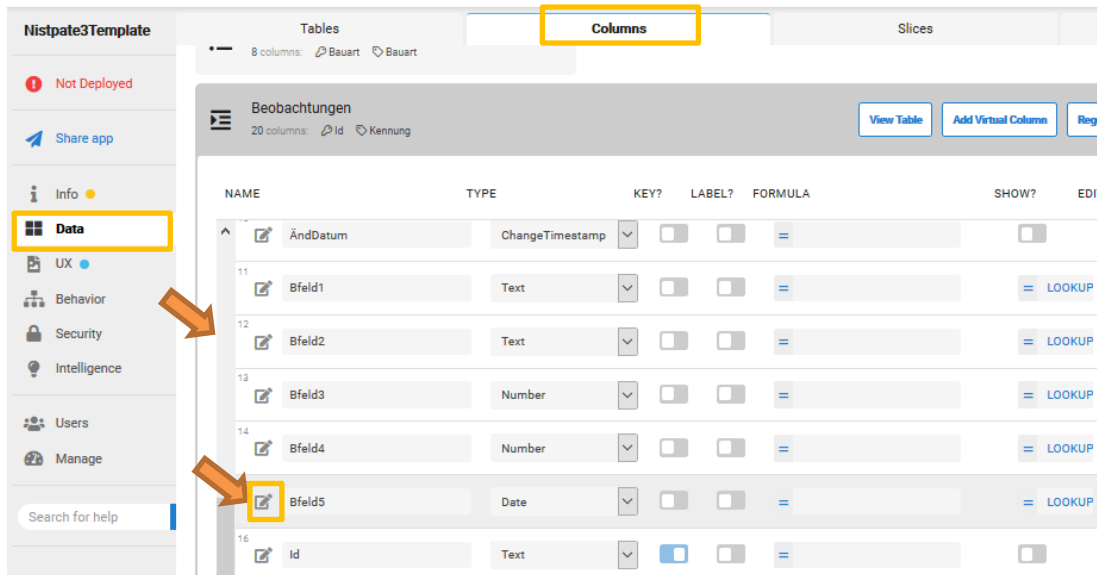 Nistpate3Template
Tables
Columns
Slices
8 columns: Bauart Bauart
Not Deployed
Share app
Info
Data
UX
Behavior
Security
Intelligence
Users
Manage
Search for help
Beobachtungen
20 columns: Id Kennung
View Table
Add Virtual Column
Reg
NAME TYPE KEY? LABEL? FORMULA SHOW? EDI
ÄndDatum ChangeTimestamp =
11 Bfeld1 Text = = LOOKUP
12 Bfeld2 Text = = LOOKUP
13 Bfeld3 Number = = LOOKUP
14 Bfeld4 Number = = LOOKUP
Bfeld5 Date = = LOOKUP
16 Id Text =